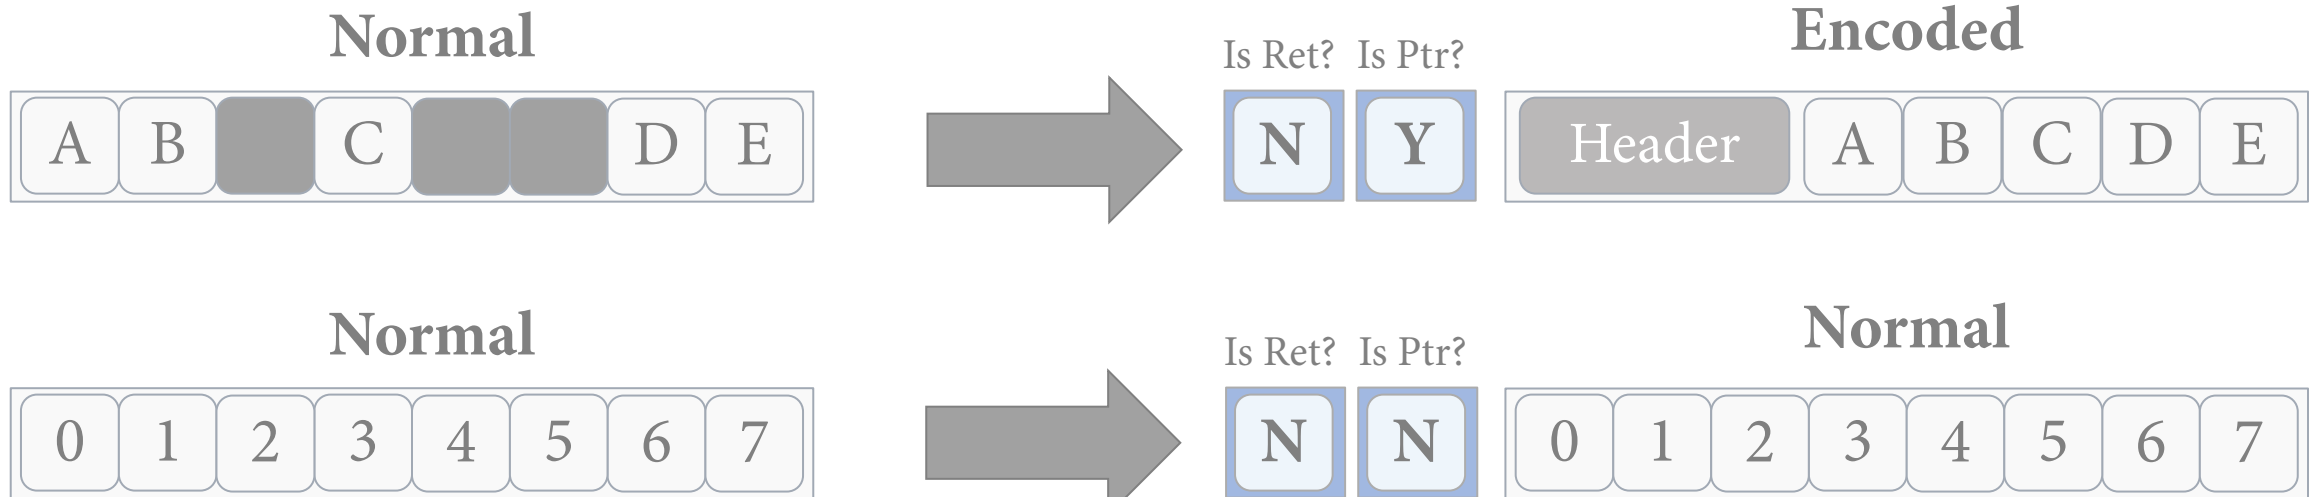 Normal
Encoded
Is Ret? Is Ptr?
A B C D E
N Y
Header A B C D E
Normal
Normal
Is Ret? Is Ptr?
0 1 2 3 4 5 6 7
N N
0 1 2 3 4 5 6 7